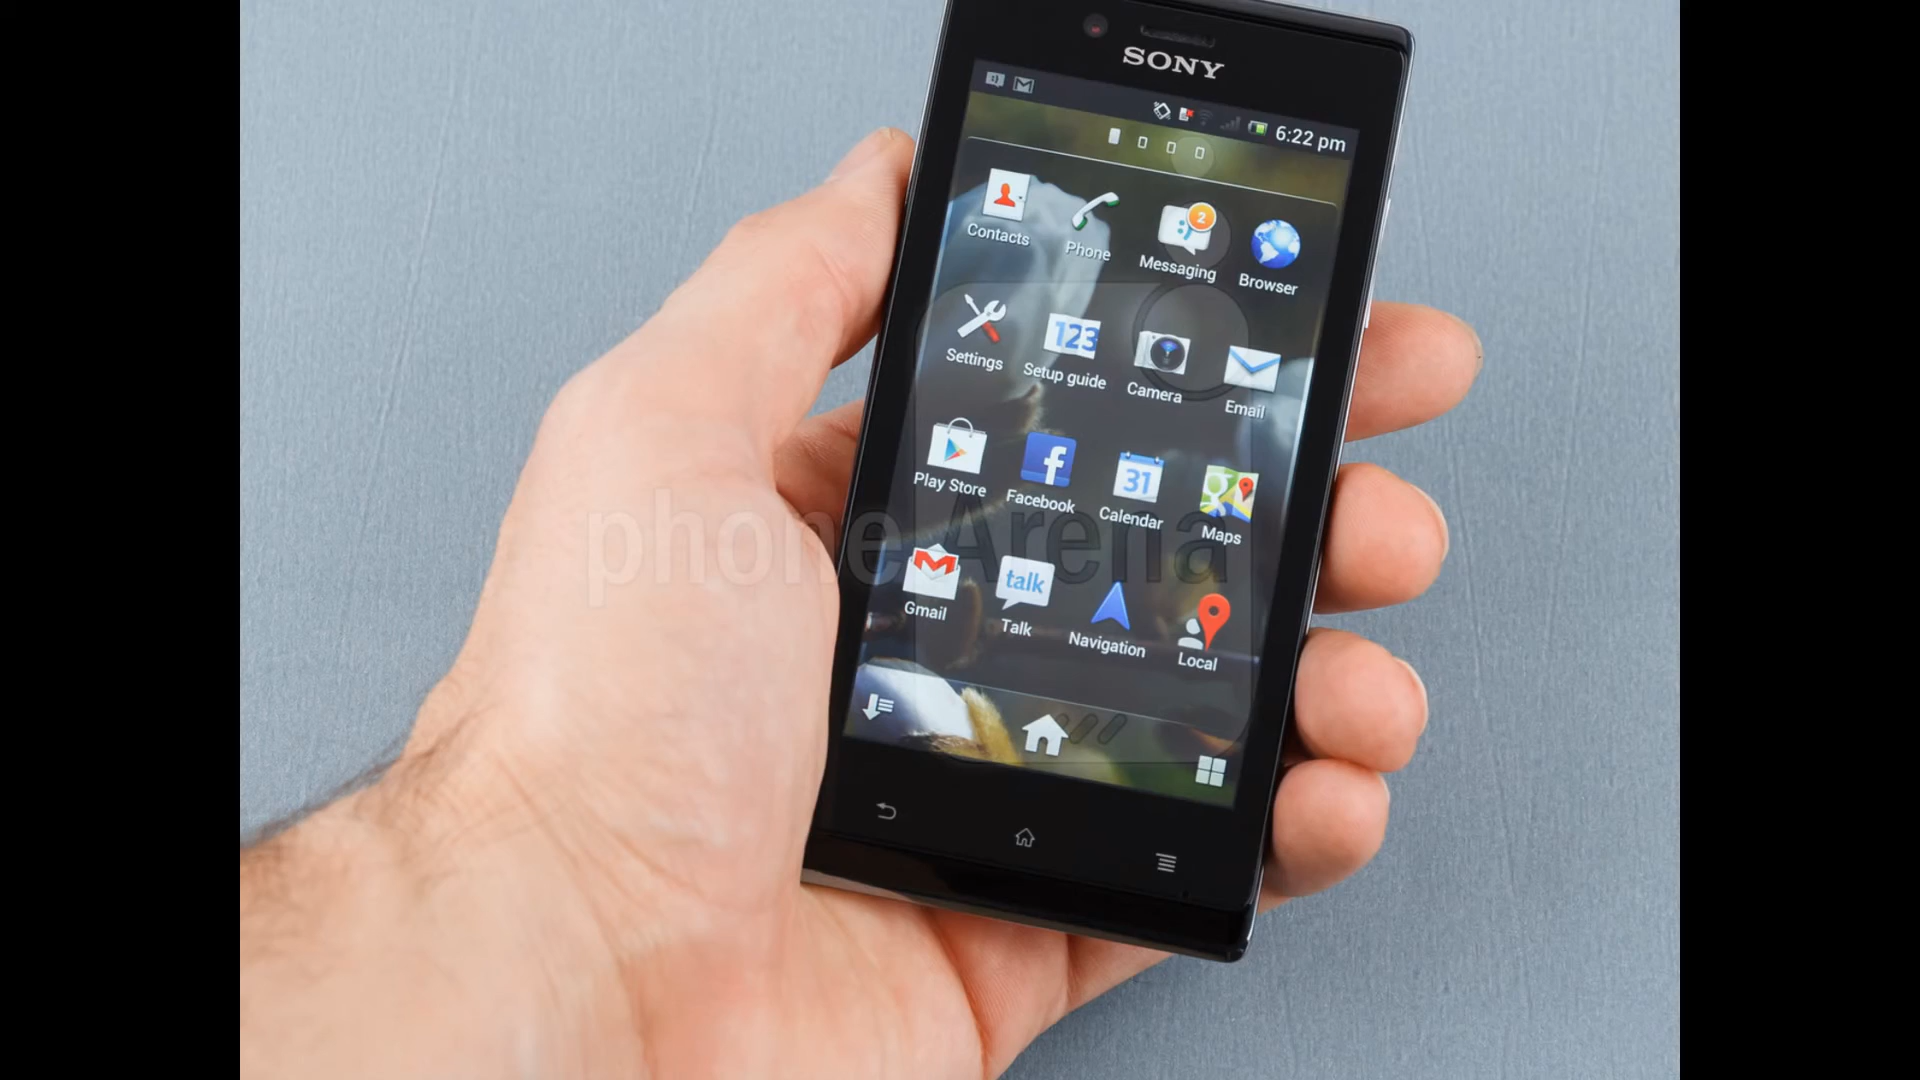 SONY
6:22 pm
Contacts Phone Messaging 2 Browser
Settings 123 Setup guide Camera Email
Play Store f Facebook 31 Calendar Maps
Gmail talk Talk Navigation Local
phoneArena